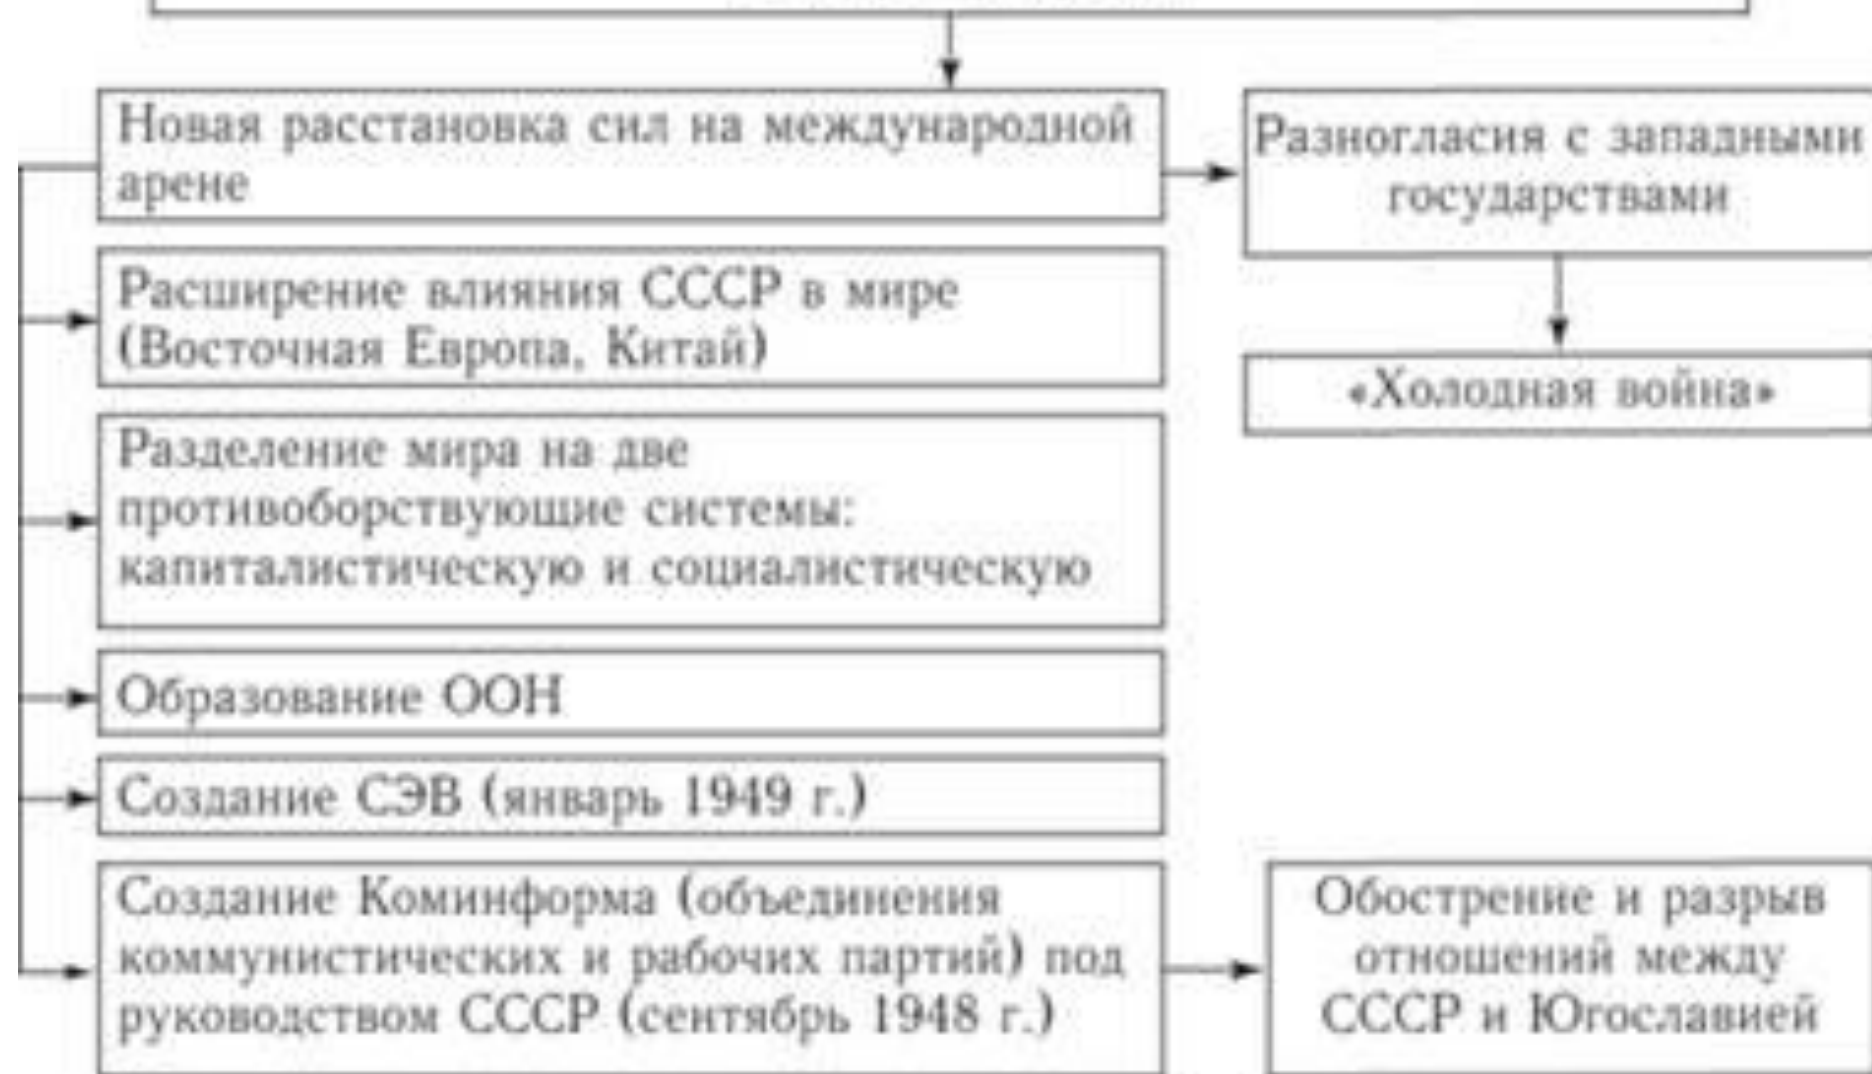 Новая расстановка сил на международной
арене
Разногласия с западными
государствами
Расширение влияния СССР в мире
(Восточная Европа, Китай)
«Холодная война»
Разделение мира на две
противоборствующие системы:
капиталистическую и социалистическую
Образование ООН
Создание СЭВ (январь 1949 г.)
Создание Коминформа (объединения
коммунистических и рабочих партий) под
руководством СССР (сентябрь 1948 г.)
Обострение и разрыв
отношений между
СССР и Югославией